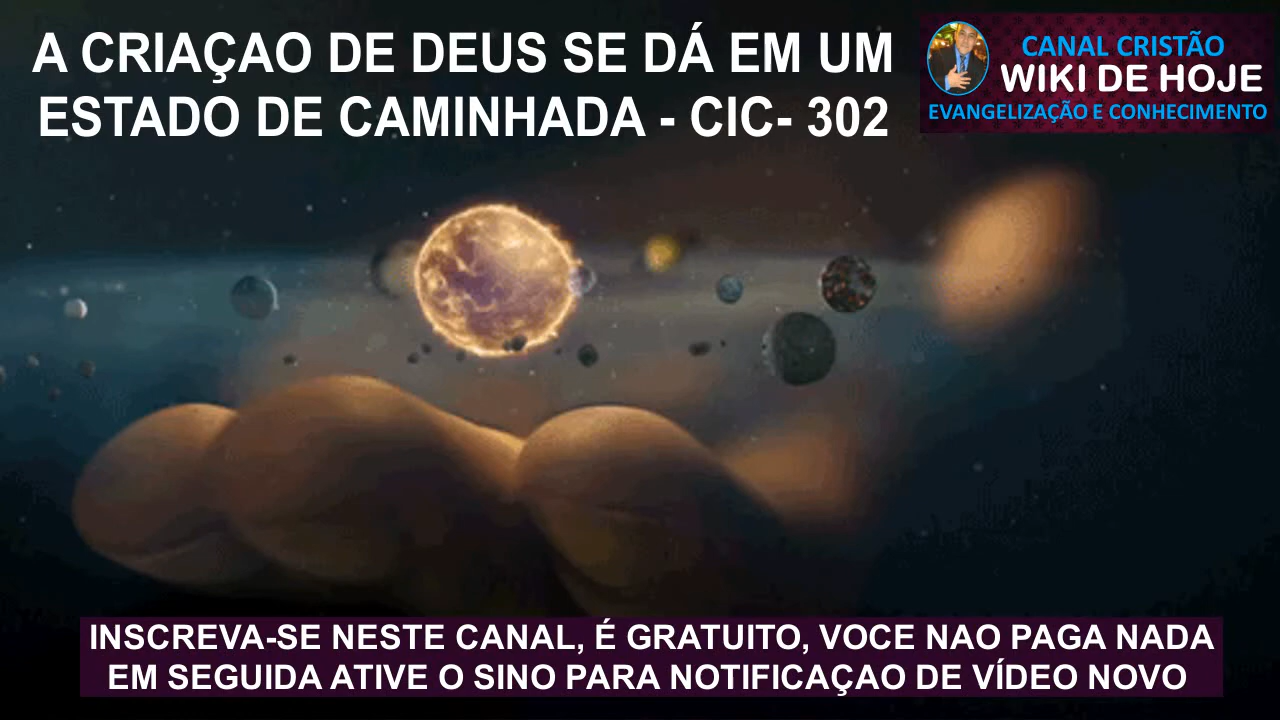 A CRIAÇAO DE DEUS SE DÁ EM UM
ESTADO DE CAMINHADA - CIC- 302
CANAL CRISTÃO
WIKI DE HOJE
EVANGELIZAÇÃO E CONHECIMENTO
INSCREVA-SE NESTE CANAL, É GRATUITO, VOCE NAO PAGA NADA
EM SEGUIDA ATIVE O SINO PARA NOTIFICAÇAO DE VÍDEO NOVO